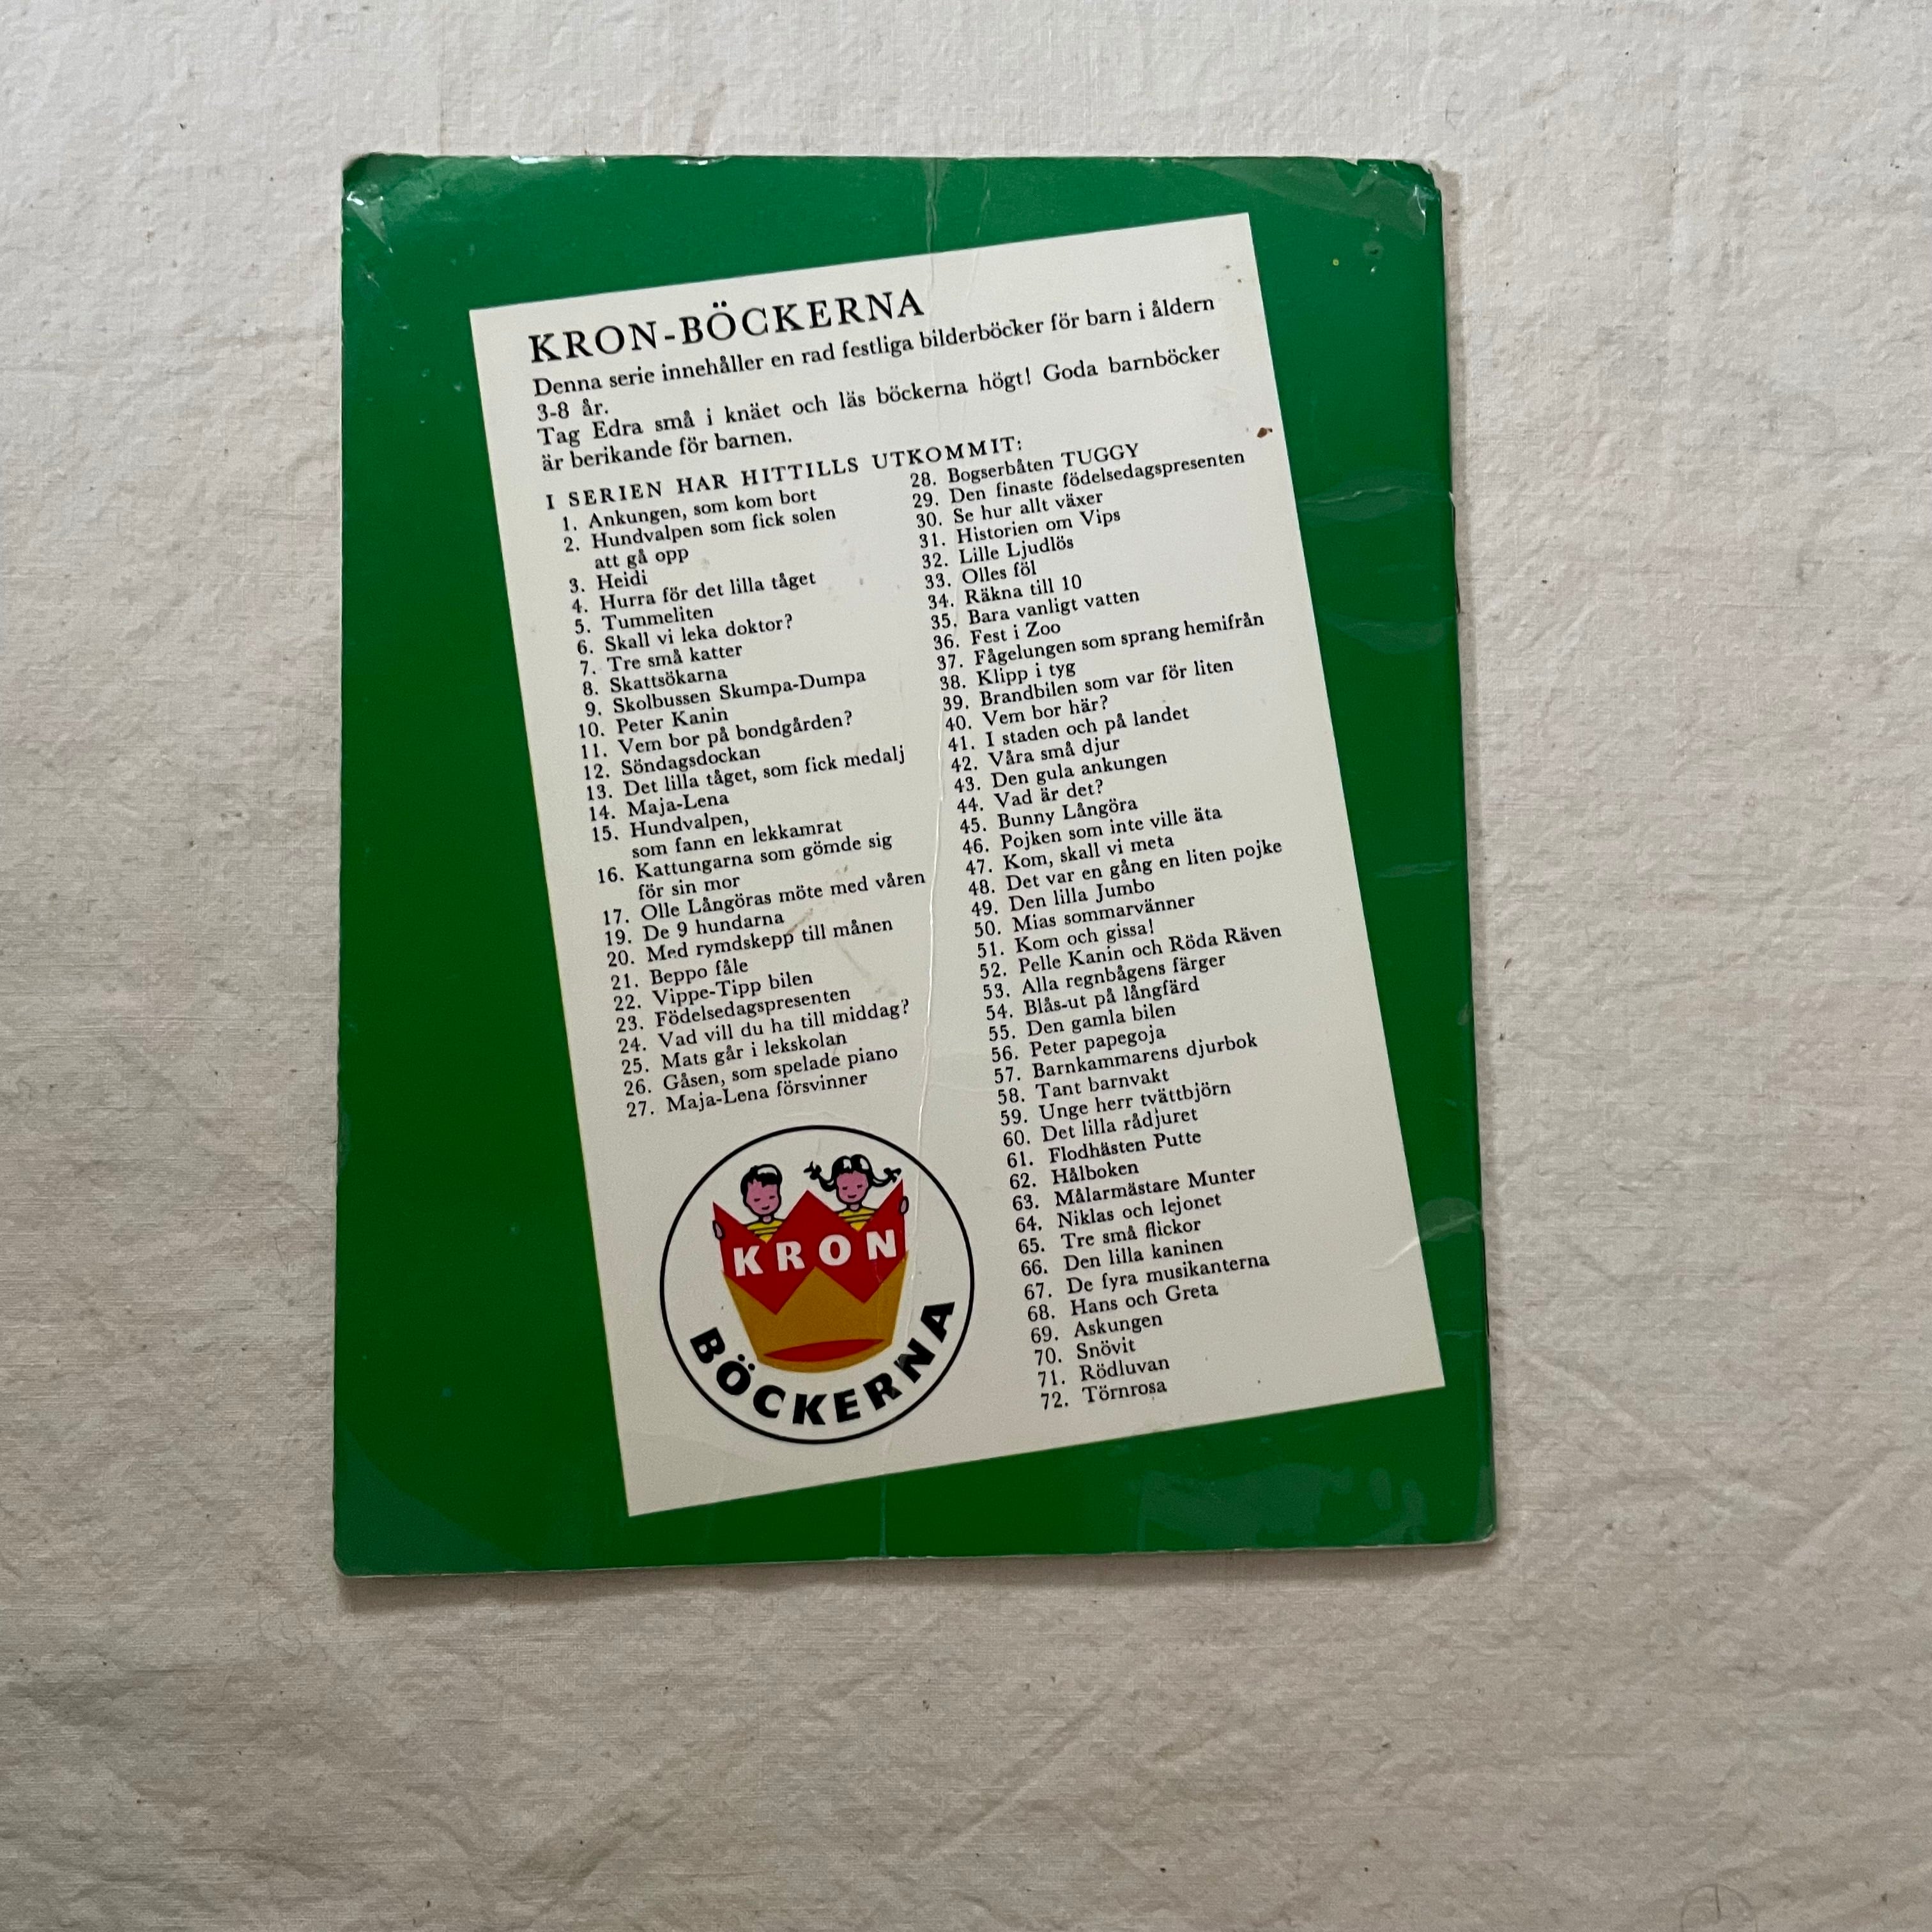 KRON-BÖCKERNA
Denna serie innehåller en rad festliga bilderböcker för barn i åldern
3-8 år.
Tag Edra små i knäet och läs böckerna högt! Goda barnböcker
är berikande för barnen.
I SERIEN HAR HITTILLS UTKOMMIT:
1. Ankungen, som kom bort
2. Hundvalpen som fick solen
att gå opp
3. Heidi
4. Hurra för det lilla tåget
5. Tummeliten
6. Skall vi leka doktor?
7. Tre små katter
8. Skattsökarna
9. Skolbussen Skumpa-Dumpa
10. Peter Kanin
11. Vem bor på bondgården?
12. Söndagsdockan
13. Det lilla tåget, som fick medalj
14. Maja-Lena
15. Hundvalpen,
som fann en lekkamrat
16. Kattungarna som gömde sig
för sin mor
17. Olle Långöras möte med våren
19. De 9 hundarna
20. Med rymdskepp till månen
21. Beppo fåle
22. Vippe-Tipp bilen
23. Födelsedagspresenten
24. Vad vill du ha till middag?
25. Mats går i lekskolan
26. Gåsen, som spelade piano
27. Maja-Lena försvinner
28. Bogserbåten TUGGY
29. Den finaste födelsedagspresenten
30. Se hur allt växer
31. Historien om Vips
32. Lille Ljudlös
33. Olles föl
34. Räkna till 10
35. Bara vanligt vatten
36. Fest i Zoo
37. Fågelungen som sprang hemifrån
38. Klipp i tyg
39. Brandbilen som var för liten
40. Vem bor här?
41. I staden och på landet
42. Våra små djur
43. Den gula ankungen
44. Vad är det?
45. Bunny Långöra
46. Pojken som inte ville äta
47. Kom, skall vi meta
48. Det var en gång en liten pojke
49. Den lilla Jumbo
50. Mias sommarvänner
51. Kom och gissa!
52. Pelle Kanin och Röda Räven
53. Alla regnbågens färger
54. Blås-ut på långfärd
55. Den gamla bilen
56. Peter papegoja
57. Barnkammarens djurbok
58. Tant barnvakt
59. Unge herr tvättbjörn
60. Det lilla rådjuret
61. Flodhästen Putte
62. Hålboken
63. Målarmästare Munter
64. Niklas och lejonet
65. Tre små flickor
66. Den lilla kaninen
67. De fyra musikanterna
68. Hans och Greta
69. Askungen
70. Snövit
71. Rödluvan
72. Törnrosa
KRON
BÖCKERNA